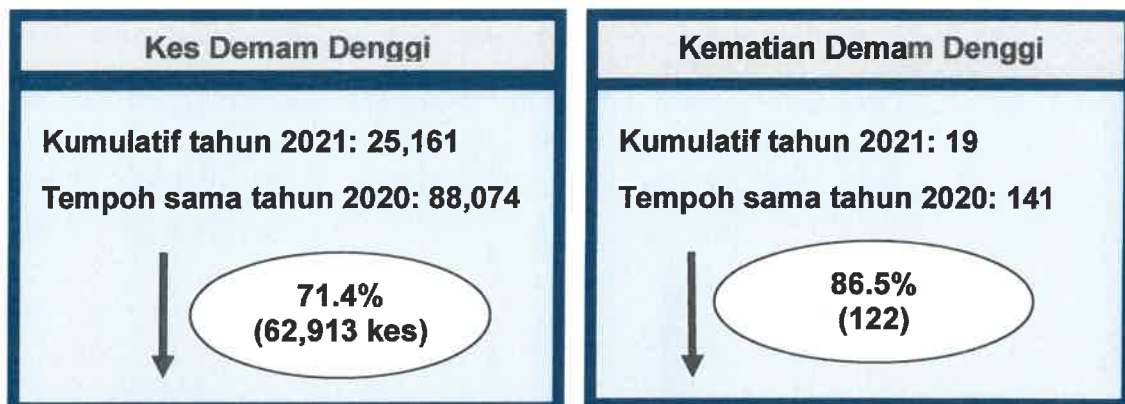 Kes Demam Denggi
Kumulatif tahun 2021: 25,161
Tempoh sama tahun 2020: 88,074
71.4%
(62,913 kes)
Kematian Demam Denggi
Kumulatif tahun 2021: 19
Tempoh sama tahun 2020: 141
86.5%
(122)